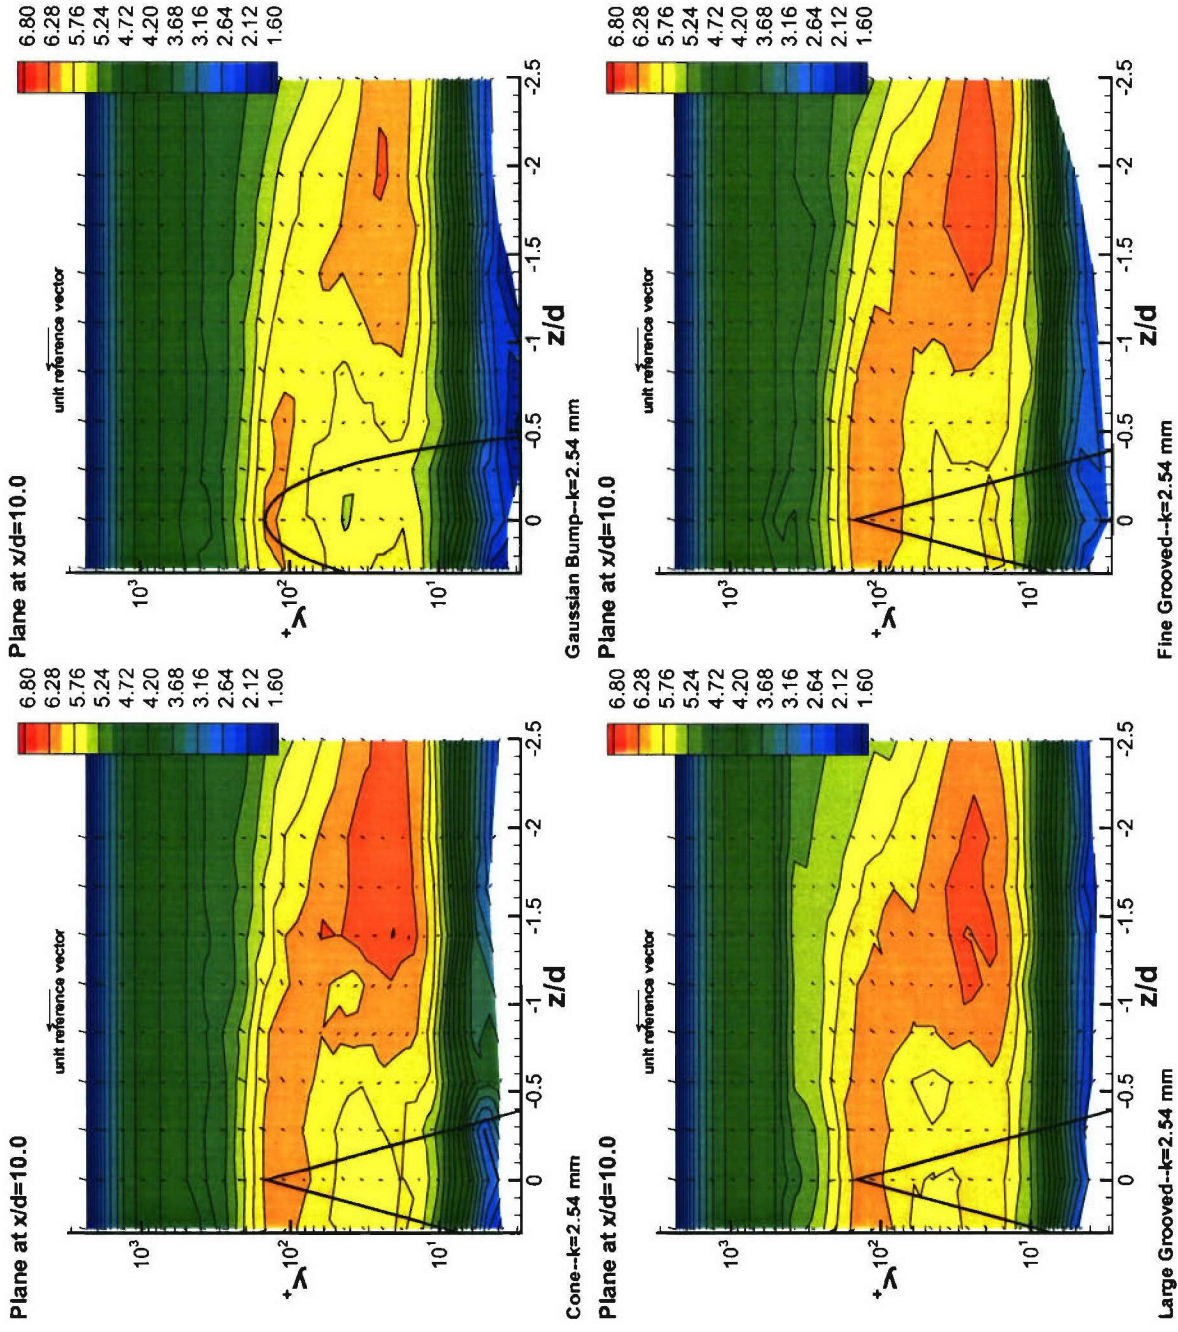 Plane at x/d=10.0
6.80
6.28
5.76
5.24
4.72
4.20
3.68
3.16
2.64
2.12
1.60
unit reference vector
10³
10²
10¹
y⁺
0 -0.5 -1 -1.5 -2 -2.5
z/d
Cone--k=2.54 mm
Plane at x/d=10.0
6.80
6.28
5.76
5.24
4.72
4.20
3.68
3.16
2.64
2.12
1.60
unit reference vector
10³
10²
10¹
y⁺
0 -0.5 -1 -1.5 -2 -2.5
z/d
Gaussian Bump--k=2.54 mm
Plane at x/d=10.0
6.80
6.28
5.76
5.24
4.72
4.20
3.68
3.16
2.64
2.12
1.60
unit reference vector
10³
10²
10¹
y⁺
0 -0.5 -1 -1.5 -2 -2.5
z/d
Large Grooved--k=2.54 mm
Plane at x/d=10.0
6.80
6.28
5.76
5.24
4.72
4.20
3.68
3.16
2.64
2.12
1.60
unit reference vector
10³
10²
10¹
y⁺
0 -0.5 -1 -1.5 -2 -2.5
z/d
Fine Grooved--k=2.54 mm